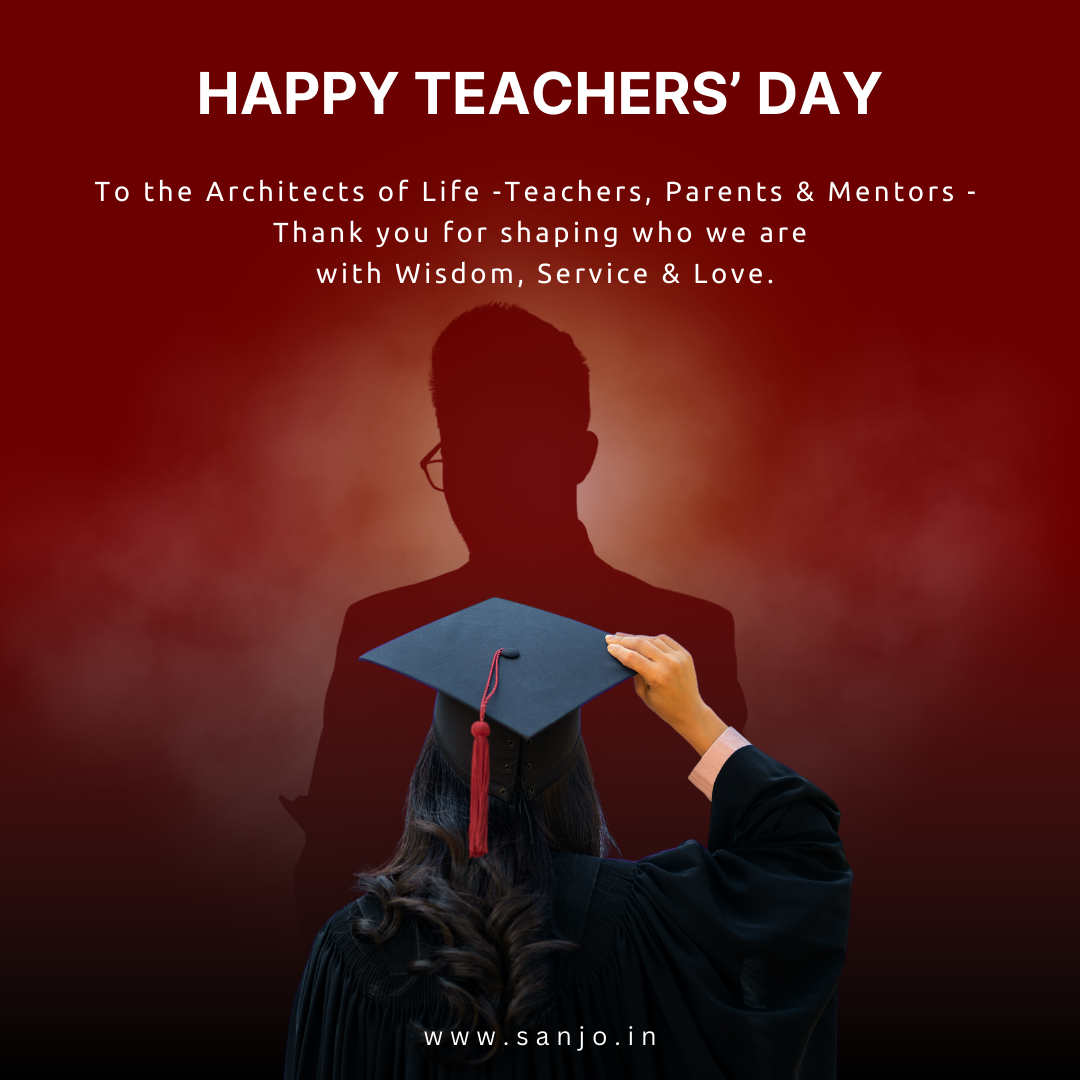 HAPPY TEACHERS’ DAY
To the Architects of Life -Teachers, Parents & Mentors -
Thank you for shaping who we are
with Wisdom, Service & Love.
www.sanjo.in